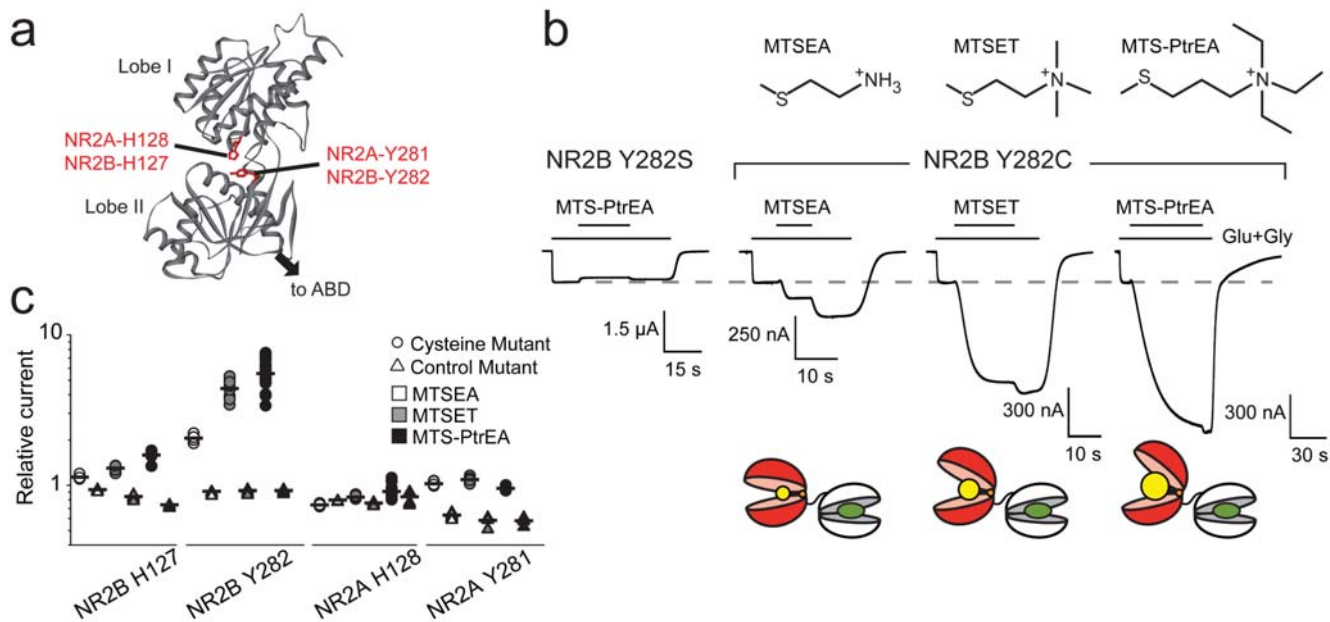 a
Lobe I
NR2A-H128
NR2B-H127
NR2A-Y281
NR2B-Y282
Lobe II
to ABD
b
MTSEA
MTSET
MTS-PtrEA
S
+
NH3
S
+
N
S
+
N
NR2B Y282S
NR2B Y282C
MTS-PtrEA
MTSEA
MTSET
MTS-PtrEA
Glu+Gly
1.5 µA
15 s
250 nA
10 s
300 nA
10 s
300 nA
30 s
c
Relative current
10
1
Cysteine Mutant
Control Mutant
MTSEA
MTSET
MTS-PtrEA
NR2B H127
NR2B Y282
NR2A H128
NR2A Y281